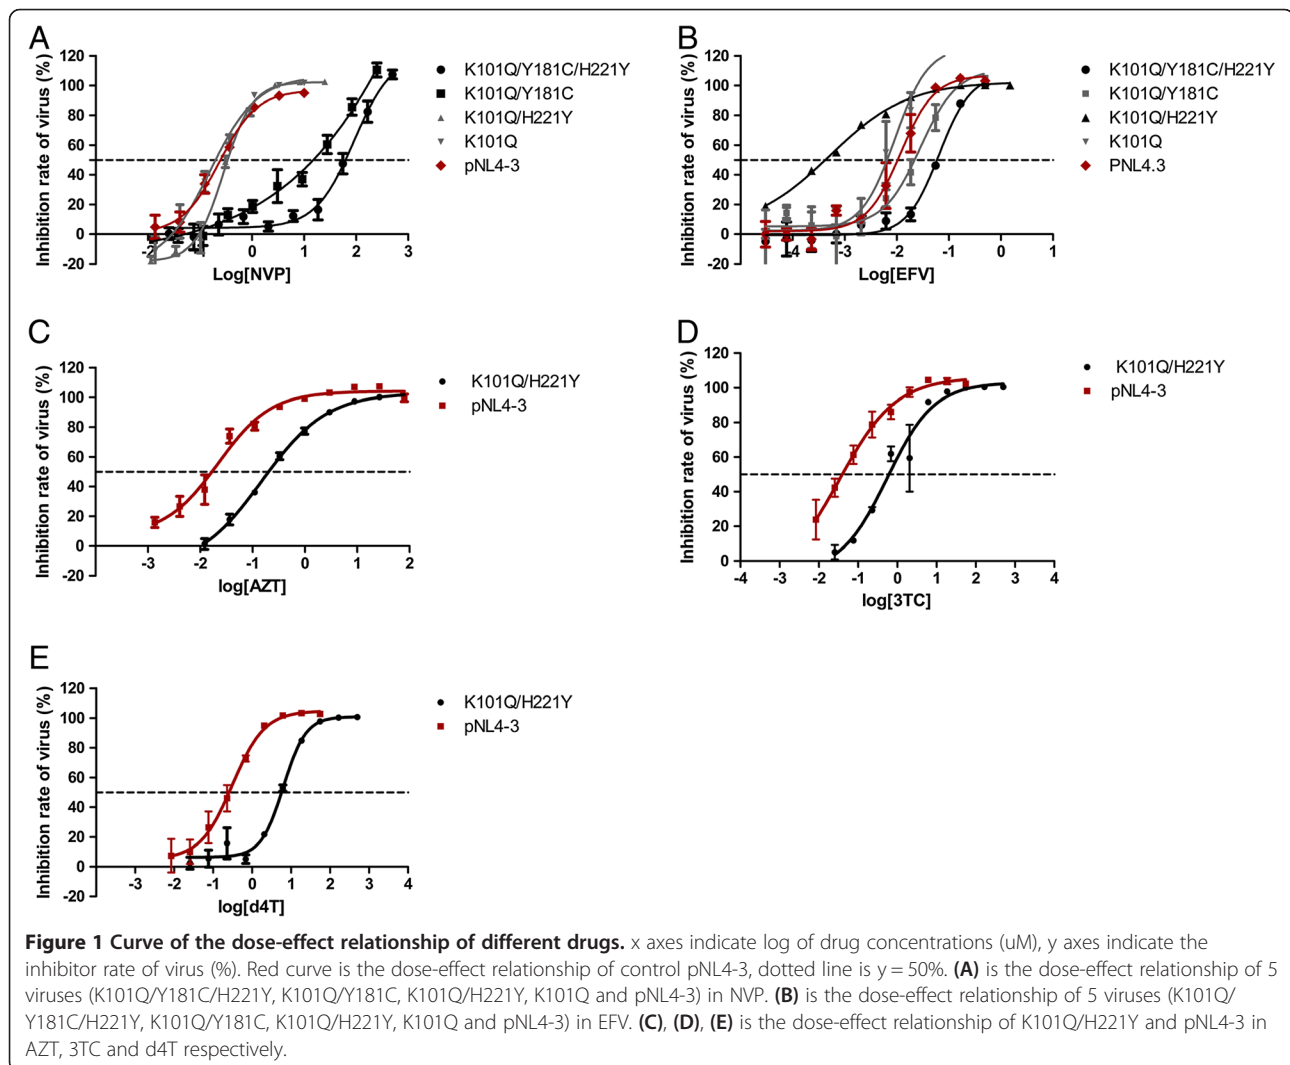 A
Inhibition rate of virus (%)
120
100
80
60
40
20
0
-20
-2
-1
0
1
2
3
Log[NVP]
K101Q/Y181C/H221Y
K101Q/Y181C
K101Q/H221Y
K101Q
pNL4-3
B
Inhibition rate of virus (%)
120
100
80
60
40
20
0
-20
-4
-3
-2
-1
0
1
Log[EFV]
K101Q/Y181C/H221Y
K101Q/Y181C
K101Q/H221Y
K101Q
PNL4.3
C
Inhibition rate of virus (%)
120
100
80
60
40
20
0
-20
-3
-2
-1
0
1
2
log[AZT]
K101Q/H221Y
pNL4-3
D
Inhibition rate of virus (%)
120
100
80
60
40
20
0
-4
-3
-2
-1
0
1
2
3
4
log[3TC]
K101Q/H221Y
pNL4-3
E
Inhibition rate of virus (%)
120
100
80
60
40
20
0
-20
-3
-2
-1
0
1
2
3
4
log[d4T]
K101Q/H221Y
pNL4-3
Figure 1 Curve of the dose-effect relationship of different drugs. x axes indicate log of drug concentrations (uM), y axes indicate the
inhibitor rate of virus (%). Red curve is the dose-effect relationship of control pNL4-3, dotted line is y = 50%. (A) is the dose-effect relationship of 5
viruses (K101Q/Y181C/H221Y, K101Q/Y181C, K101Q/H221Y, K101Q and pNL4-3) in NVP. (B) is the dose-effect relationship of 5 viruses (K101Q/
Y181C/H221Y, K101Q/Y181C, K101Q/H221Y, K101Q and pNL4-3) in EFV. (C), (D), (E) is the dose-effect relationship of K101Q/H221Y and pNL4-3 in
AZT, 3TC and d4T respectively.